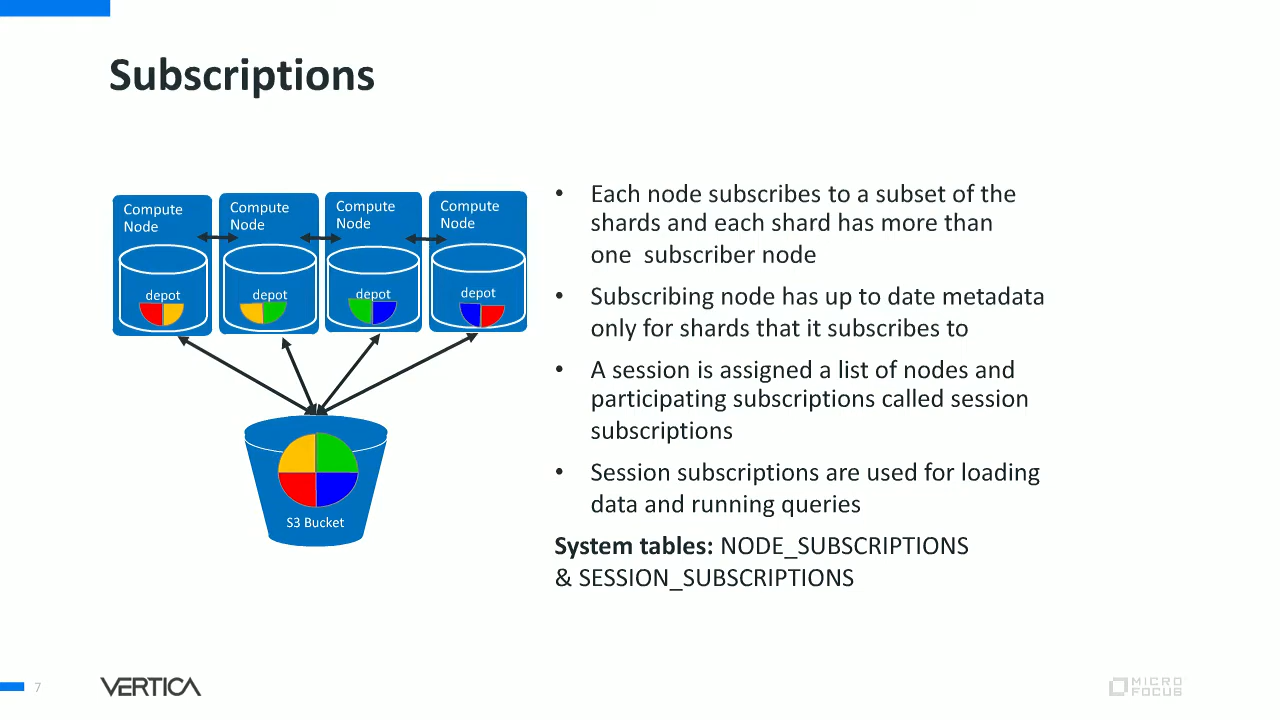 Subscriptions
Compute
Node
depot
Compute
Node
depot
Compute
Node
depot
Compute
Node
depot
S3 Bucket
• Each node subscribes to a subset of the
shards and each shard has more than
one  subscriber node
• Subscribing node has up to date metadata
only for shards that it subscribes to
• A session is assigned a list of nodes and
participating subscriptions called session
subscriptions
• Session subscriptions are used for loading
data and running queries
System tables: NODE_SUBSCRIPTIONS
& SESSION_SUBSCRIPTIONS
7
VERTICA
MICRO
FOCUS